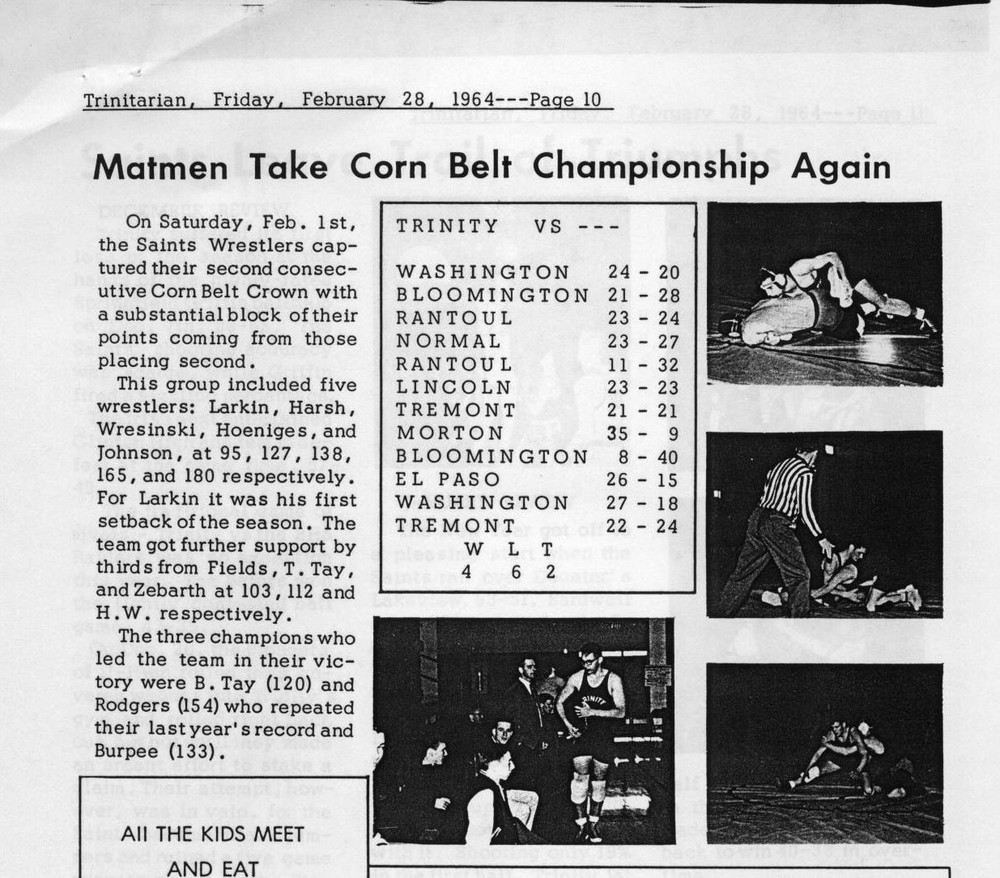 Trinitarian, Friday, February 28, 1964---Page 10
Matmen Take Corn Belt Championship Again
On Saturday, Feb. 1st,
the Saints Wrestlers cap-
tured their second consec-
utive Corn Belt Crown with
a substantial block of their
points coming from those
placing second.
This group included five
wrestlers: Larkin, Harsh,
Wresinski, Hoeniges, and
Johnson, at 95, 127, 138,
165, and 180 respectively.
For Larkin it was his first
setback of the season. The
team got further support by
thirds from Fields, T. Tay,
and Zebarth at 103, 112 and
H.W. respectively.
The three champions who
led the team in their vic-
tory were B. Tay (120) and
Rodgers (154) who repeated
their last year's record and
Burpee (133).
TRINITY VS ---
WASHINGTON 24 - 20
BLOOMINGTON 21 - 28
RANTOUL 23 - 24
NORMAL 23 - 27
RANTOUL 11 - 32
LINCOLN 23 - 23
TREMONT 21 - 21
MORTON 35 - 9
BLOOMINGTON 8 - 40
EL PASO 26 - 15
WASHINGTON 27 - 18
TREMONT 22 - 24
W L T
4 6 2
All THE KIDS MEET
AND EAT